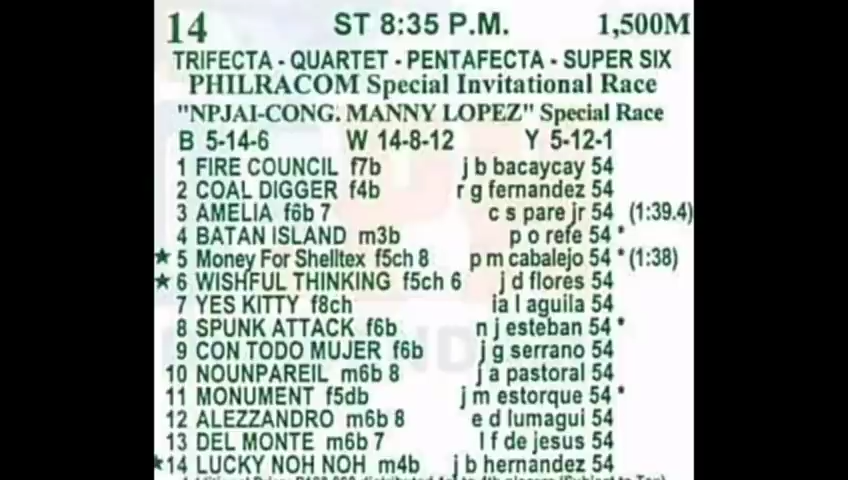 14 ST 8:35 P.M. 1,500M
TRIFECTA - QUARTET - PENTAFECTA - SUPER SIX
PHILRACOM Special Invitational Race
"NPJAI-CONG. MANNY LOPEZ" Special Race
B 5-14-6 W 14-8-12 Y 5-12-1
1 FIRE COUNCIL f7b j b bacaycay 54
2 COAL DIGGER f4b r g fernandez 54
3 AMELIA f6b 7 c s pare jr 54 (1:39.4)
4 BATAN ISLAND m3b p o refe 54 *
★ 5 Money For Shelltex f5ch 8 p m cabalejo 54 * (1:38)
★ 6 WISHFUL THINKING f5ch 6 j d flores 54
7 YES KITTY f8ch ia l aguila 54
8 SPUNK ATTACK f6b n j esteban 54 *
9 CON TODO MUJER f6b j g serrano 54
10 NOUNPAREIL m6b 8 j a pastoral 54
11 MONUMENT f5db j m estorque 54 *
12 ALEZZANDRO m6b 8 e d lumagui 54
13 DEL MONTE m6b 7 l f de jesus 54
★ 14 LUCKY NOH NOH m4b j b hernandez 54